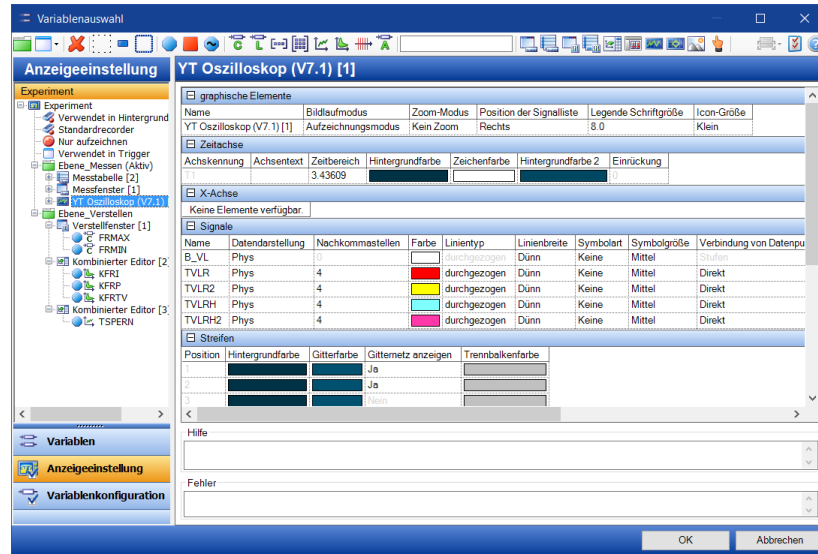 Variablenauswahl
Anzeigeeinstellung
YT Oszilloskop (V7.1) [1]
Experiment
Experiment
Verwendet in Hintergrund
Standardrecorder
Nur aufzeichnen
Verwendet in Trigger
Ebene_Messen (Aktiv)
Messtabelle [2]
Messfenster [1]
YT Oszilloskop (V7.1)
Ebene_Verstellen
Verstellfenster [1]
FRMAX
FRMIN
Kombinierter Editor [2]
KFRI
KFRP
KFRTV
Kombinierter Editor [3]
TSPERN
Variablen
Anzeigeeinstellung
Variablenkonfiguration
graphische Elemente
Name Bildlaufmodus Zoom-Modus Position der Signalliste Legende Schriftgröße Icon-Größe
YT Oszilloskop (V7.1) [1] Aufzeichnungsmodus Kein Zoom Rechts 8.0 Klein
Zeitachse
Achskennung Achsentext Zeitbereich Hintergrundfarbe Zeichenfarbe Hintergrundfarbe 2 Einrückung
T1 3.43609 0
X-Achse
Keine Elemente verfügbar.
Signale
Name Datendarstellung Nachkommastellen Farbe Linientyp Linienbreite Symbolart Symbolgröße Verbindung von Datenpu
B_VL Phys 0 durchgezogen Dünn Keine Mittel Stufen
TVLR Phys 4 durchgezogen Dünn Keine Mittel Direkt
TVLR2 Phys 4 durchgezogen Dünn Keine Mittel Direkt
TVLRH Phys 4 durchgezogen Dünn Keine Mittel Direkt
TVLRH2 Phys 4 durchgezogen Dünn Keine Mittel Direkt
Streifen
Position Hintergrundfarbe Gitterfarbe Gitternetz anzeigen Trennbalkenfarbe
1 Ja
2 Ja
3 Nein
Hilfe
Fehler
OK Abbrechen